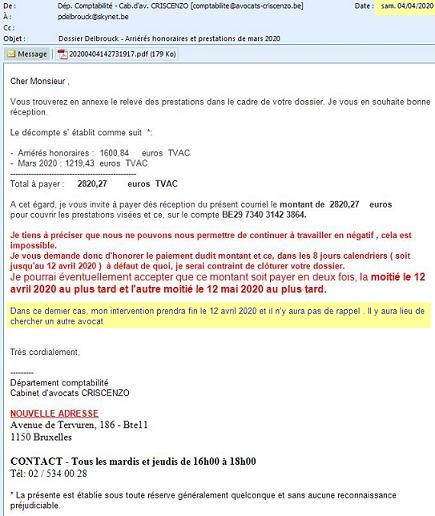 De : Dép. Comptabilité - Cab.d'av. CRISCENZO [comptabilite@avocats-criscenzo.be] Date : sam. 04/04/2020
À : pdelbrouck@skynet.be
Cc :
Objet : Dossier Delbrouck - Arriérés honoraires et prestations de mars 2020
Message 20200404142731917.pdf (179 Ko)
Cher Monsieur ,
Vous trouverez en annexe le relevé des prestations dans le cadre de votre dossier. Je vous en souhaite bonne
réception.
Le décompte s' établit comme suit *:
- Arriérés honoraires : 1600,84 euros TVAC
- Mars 2020 : 1219,43 euros TVAC
Total à payer : 2820,27 euros TVAC
A cet égard, je vous invite à payer dès réception du présent courriel le montant de 2820,27 euros
pour couvrir les prestations visées et ce, sur le compte BE29 7340 3142 3864.
Je tiens à préciser que nous ne pouvons nous permettre de continuer à travailler en négatif , cela est
impossible.
Je vous demande donc d'honorer le paiement dudit montant et ce, dans les 8 jours calendriers ( soit
jusqu'au 12 avril 2020 ) à défaut de quoi, je serai contraint de clôturer votre dossier.
Je pourrai éventuellement accepter que ce montant soit payer en deux fois, la moitié le 12
avril 2020 au plus tard et l'autre moitié le 12 mai 2020 au plus tard.
Dans ce dernier cas, mon intervention prendra fin le 12 avril 2020 et il n'y aura pas de rappel . Il y aura lieu de
chercher un autre avocat
Très cordialement,
---------
Département comptabilité
Cabinet d'avocats CRISCENZO
NOUVELLE ADRESSE
Avenue de Tervuren, 186 - Bte11
1150 Bruxelles
CONTACT - Tous les mardis et jeudis de 16h00 à 18h00
Tél: 02 / 534 00 28
* La présente est établie sous toute réserve généralement quelconque et sans aucune reconnaissance
préjudiciable.